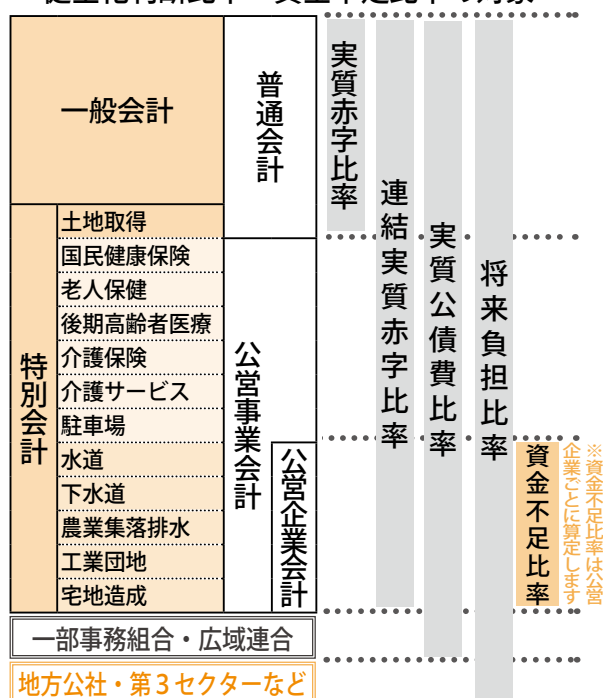 一般会計
普通会計
実質赤字比率
連結実質赤字比率
実質公債費比率
将来負担比率
特別会計
土地取得
国民健康保険
老人保健
後期高齢者医療
介護保険
介護サービス
駐車場
水道
下水道
農業集落排水
工業団地
宅地造成
公営事業会計
公営企業会計
資金不足比率
※資金不足比率は公営
企業ごとに算定します
一部事務組合・広域連合
地方公社・第3セクターなど